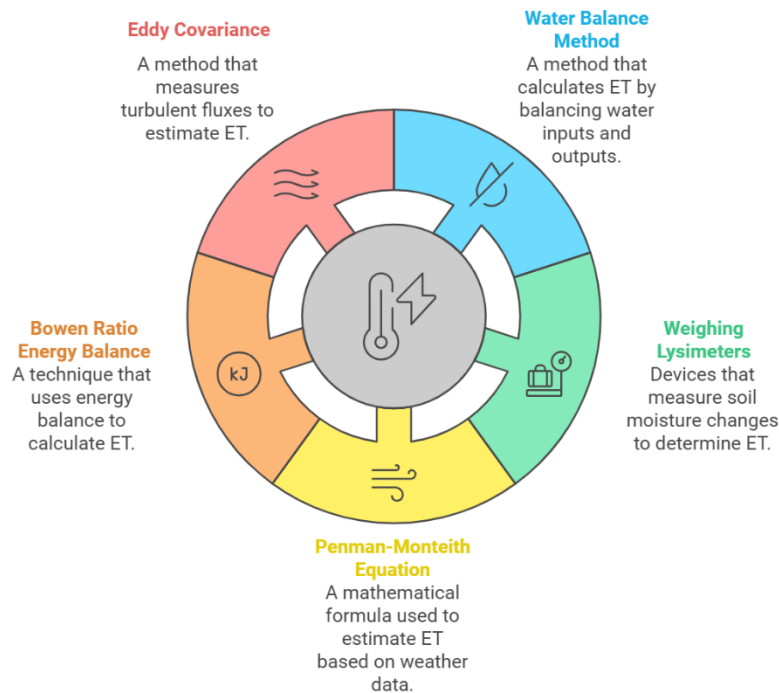 Eddy Covariance
A method that
measures
turbulent fluxes to
estimate ET.
Water Balance
Method
A method that
calculates ET by
balancing water
inputs and
outputs.
Bowen Ratio
Energy Balance
A technique that
uses energy
balance to
calculate ET.
kJ
Weighing
Lysimeters
Devices that
measure soil
moisture changes
to determine ET.
Penman-Monteith
Equation
A mathematical
formula used to
estimate ET
based on weather
data.